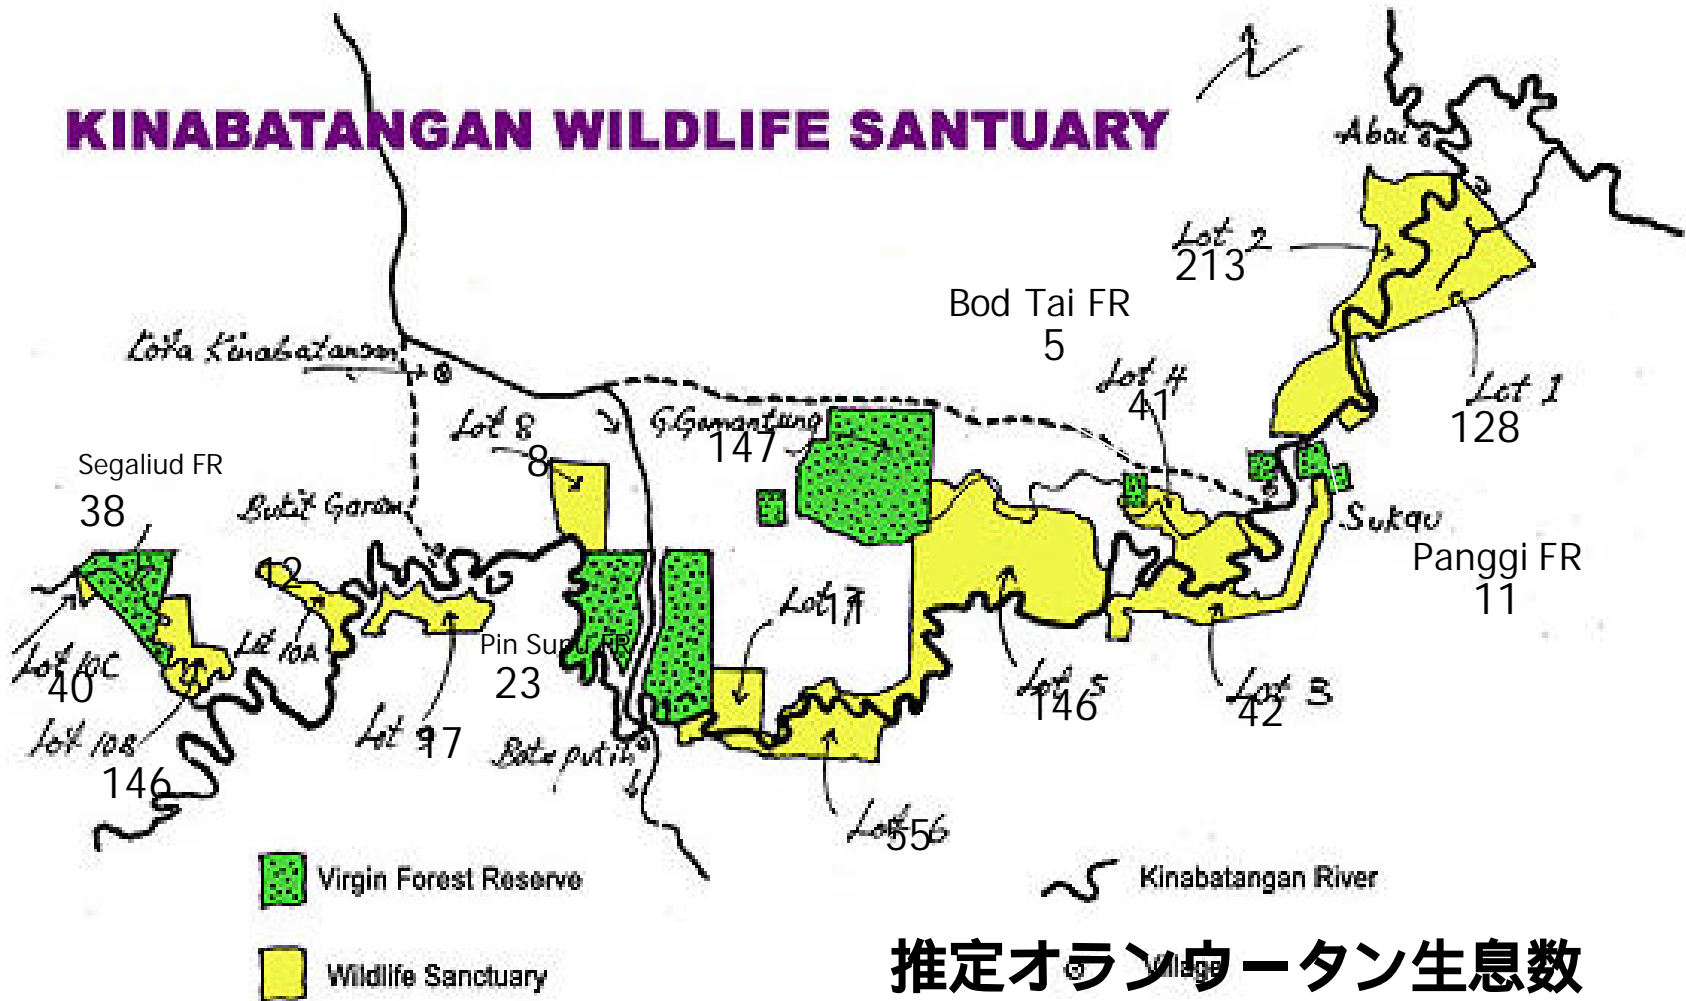 KINABATANGAN WILDLIFE SANTUARY
Abai
Lot 2
213
Bod Tai FR
5
Kota Kinabatangan
Lot 4
41
Lot 1
128
Lot 8
8
G.Gomantung
147
Segaliud FR
38
Bukit Garam
Sukau
Panggi FR
11
12
Lot 10A
Lot 7
11
Pin Supu FR
23
Lot 10C
40
Lot 5
146
Lot 3
42
Lot 10B
146
Lot 9
17
Batu putih
Lot 6
55
Virgin Forest Reserve
Kinabatangan River
Wildlife Sanctuary
Village
推定オランウータン生息数